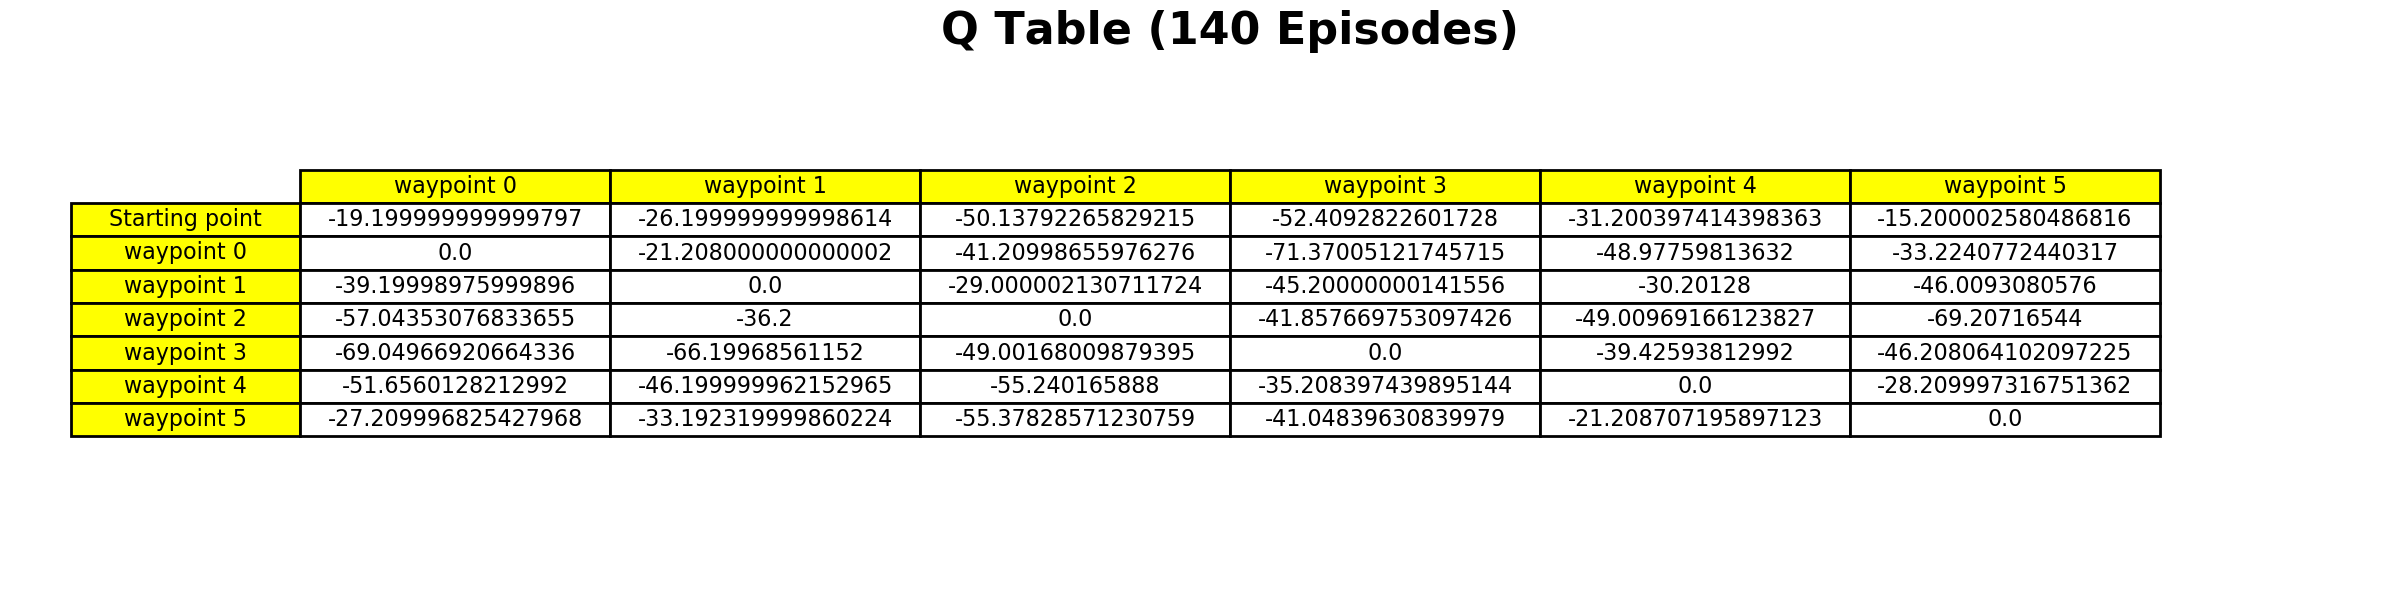 Q Table (140 Episodes)
waypoint 0 waypoint 1 waypoint 2 waypoint 3 waypoint 4 waypoint 5
Starting point -19.199999999999797 -26.199999999998614 -50.13792265829215 -52.4092822601728 -31.200397414398363 -15.200002580486816
waypoint 0 0.0 -21.208000000000002 -41.20998655976276 -71.37005121745715 -48.97759813632 -33.2240772440317
waypoint 1 -39.19998975999896 0.0 -29.000002130711724 -45.20000000141556 -30.20128 -46.0093080576
waypoint 2 -57.04353076833655 -36.2 0.0 -41.857669753097426 -49.00969166123827 -69.20716544
waypoint 3 -69.04966920664336 -66.19968561152 -49.00168009879395 0.0 -39.42593812992 -46.208064102097225
waypoint 4 -51.6560128212992 -46.199999962152965 -55.240165888 -35.208397439895144 0.0 -28.209997316751362
waypoint 5 -27.209996825427968 -33.192319999860224 -55.37828571230759 -41.04839630839979 -21.208707195897123 0.0